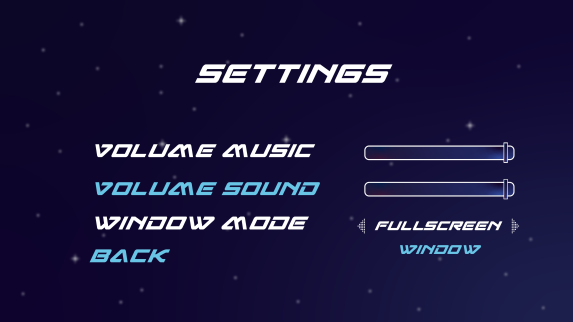 SETTINGS
VOLUME MUSIC
VOLUME SOUND
WINDOW MODE
FULLSCREEN
WINDOW
BACK